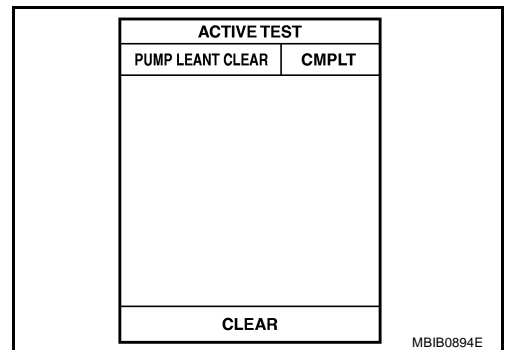 ACTIVE TEST
PUMP LEANT CLEAR CMPLT
CLEAR
MBIB0894E